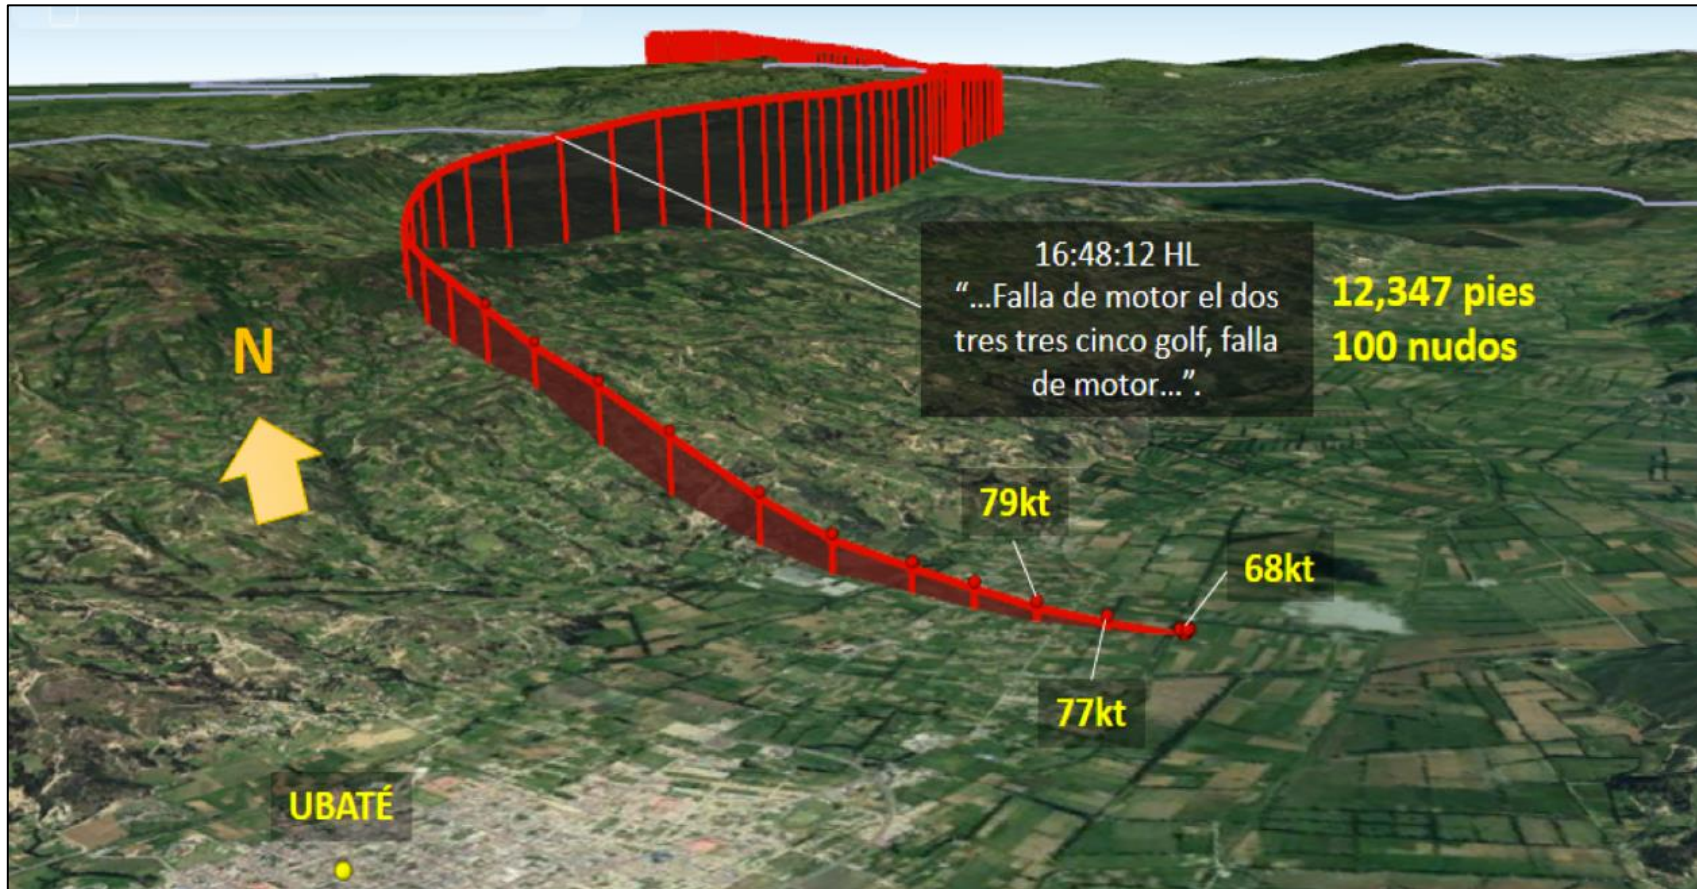 16:48:12 HL
“...Falla de motor el dos
tres tres cinco golf, falla
de motor...”.
12,347 pies
100 nudos
N
79kt
68kt
77kt
UBATÉ